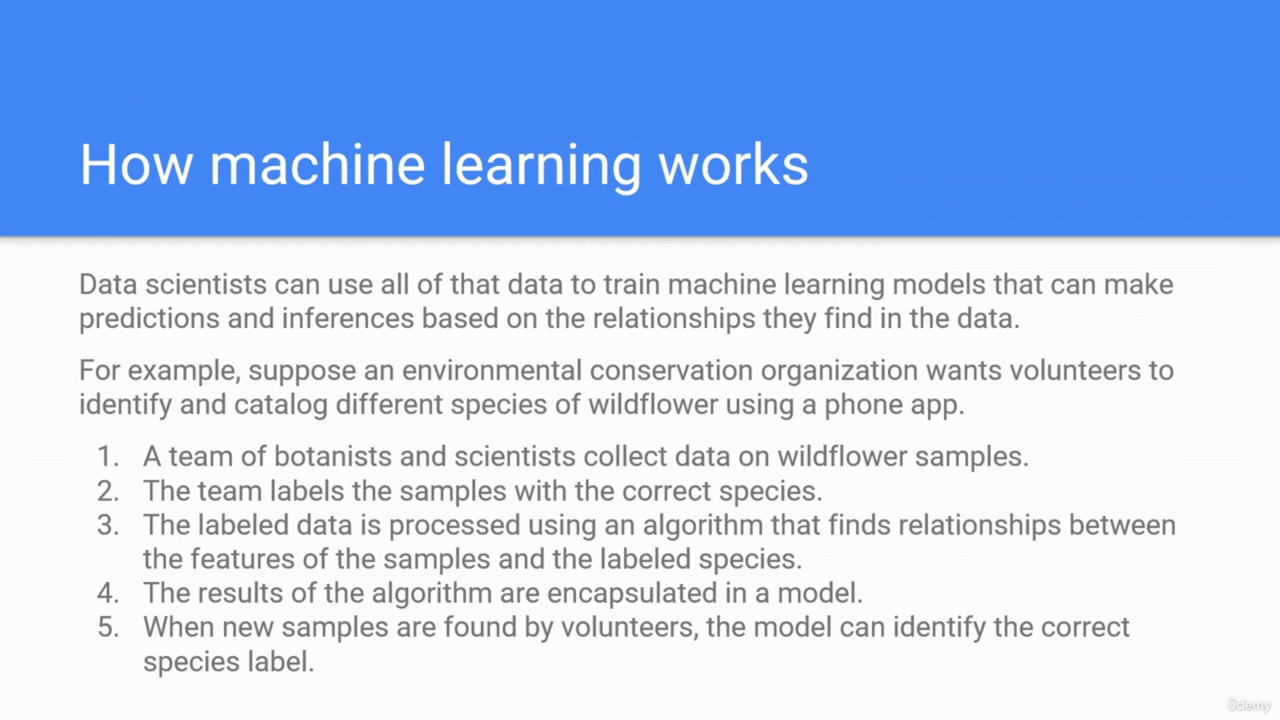 How machine learning works
Data scientists can use all of that data to train machine learning models that can make
predictions and inferences based on the relationships they find in the data.
For example, suppose an environmental conservation organization wants volunteers to
identify and catalog different species of wildflower using a phone app.
1. A team of botanists and scientists collect data on wildflower samples.
2. The team labels the samples with the correct species.
3. The labeled data is processed using an algorithm that finds relationships between
the features of the samples and the labeled species.
4. The results of the algorithm are encapsulated in a model.
5. When new samples are found by volunteers, the model can identify the correct
species label.
ûdemy